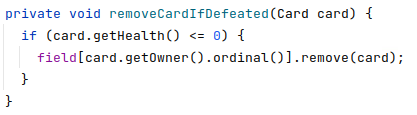 private void removeCardIfDefeated(Card card) {
  if (card.getHealth() <= 0) {
    field[card.getOwner().ordinal()].remove(card);
  }
}